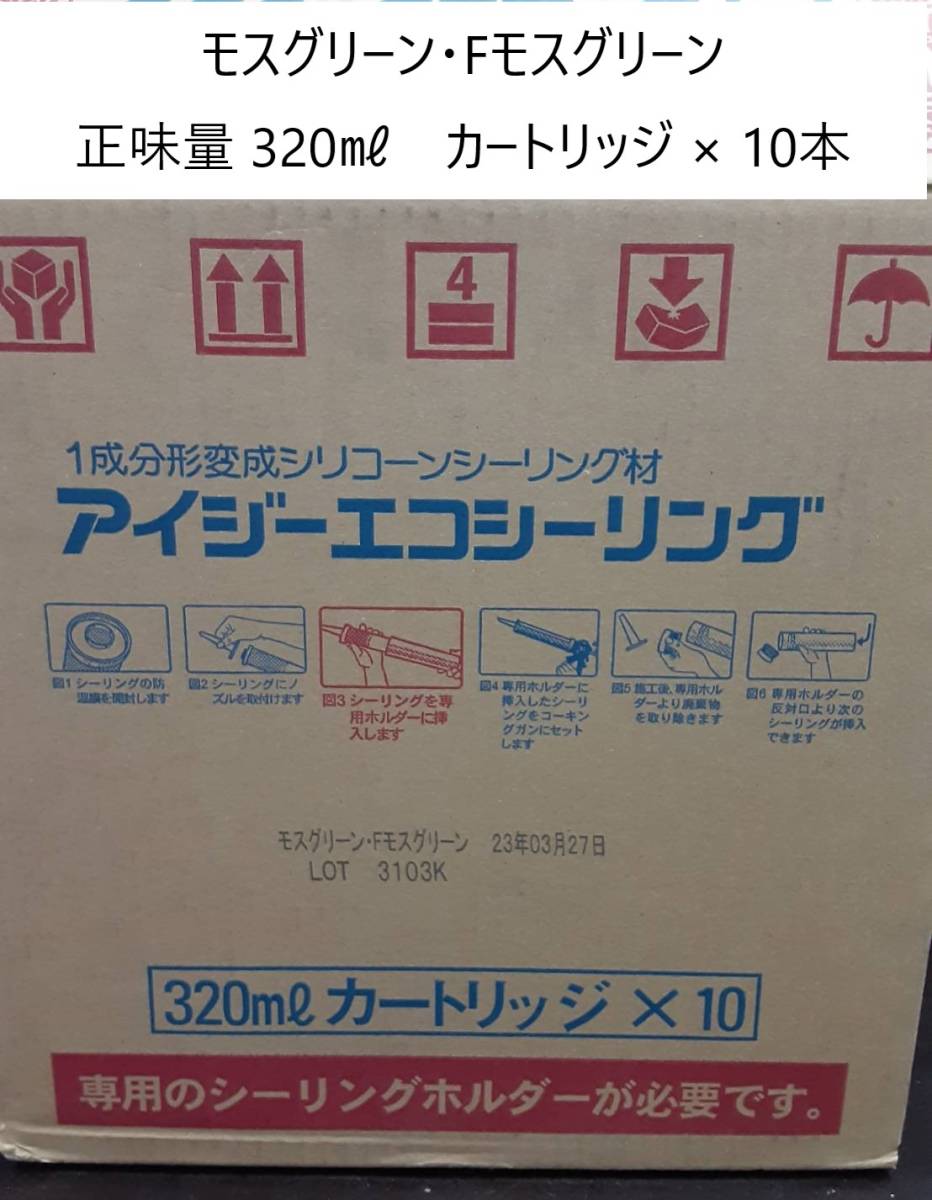 モスグリーン・Fモスグリーン
正味量 320㎖　カートリッジ × 10本
4
1成分形変成シリコーンシーリング材
アイジーエコシーリング
図1 シーリングの防
湿膜を開封します
図2 シーリングにノ
ズルを取付けます
図3 シーリングを専
用ホルダーに挿
入します
図4 専用ホルダーに
挿入したシーリ
ングをコーキン
グガンにセット
します
図5 施工後、専用ホル
ダーより廃棄物
を取り除きます
図6 専用ホルダーの
反対口より次の
シーリングが挿入
できます
モスグリーン・Fモスグリーン 23年03月27日
LOT 3103K
320mℓ カートリッジ × 10
専用のシーリングホルダーが必要です。